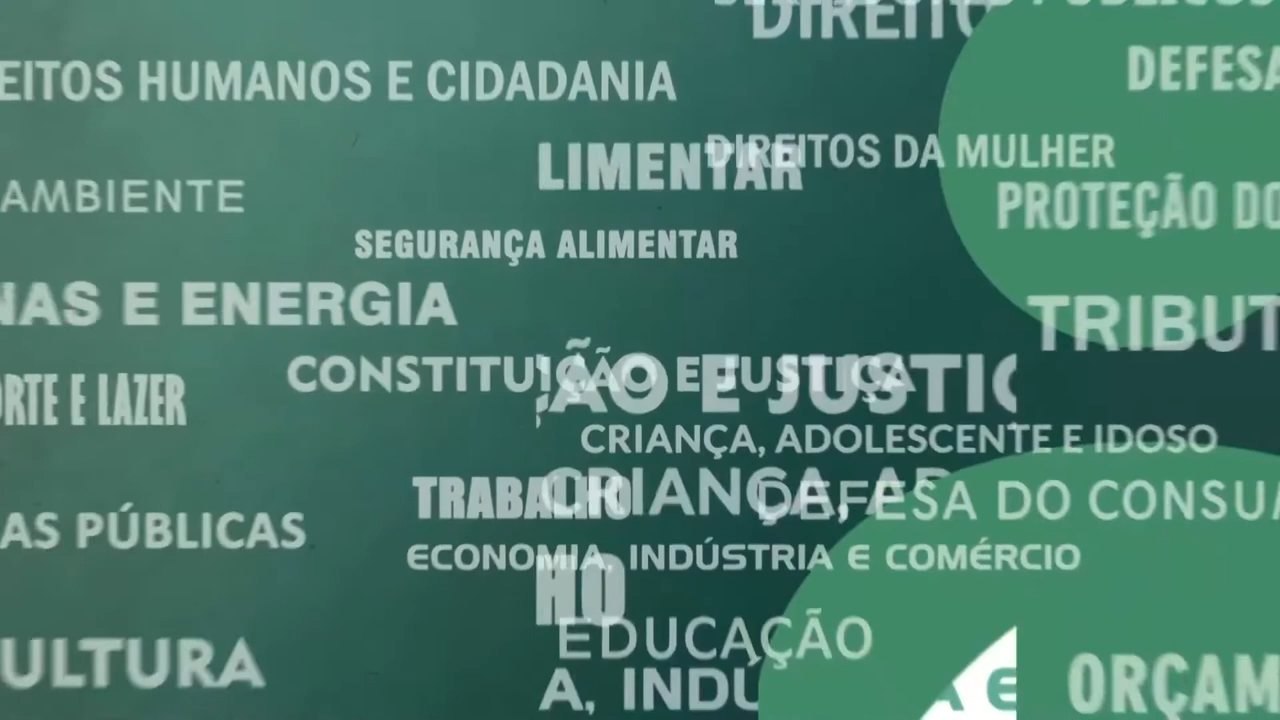 DIREITO
EITOS HUMANOS E CIDADANIA
DEFESA
DIREITOS DA MULHER
LIMENTAR
AMBIENTE
PROTEÇÃO DO
SEGURANÇA ALIMENTAR
NAS E ENERGIA
TRIBUT
CONSTITUIÇÃO E JUSTIÇA
ÃO E JUSTIÇ
ORTE E LAZER
CRIANÇA, ADOLESCENTE E IDOSO
CRIANÇA, AD
TRABALHO
DEFESA DO CONSU
AS PÚBLICAS
ECONOMIA, INDÚSTRIA E COMÉRCIO
HO
EDUCAÇÃO
ULTURA
A, INDÚ
A E
ORÇAM